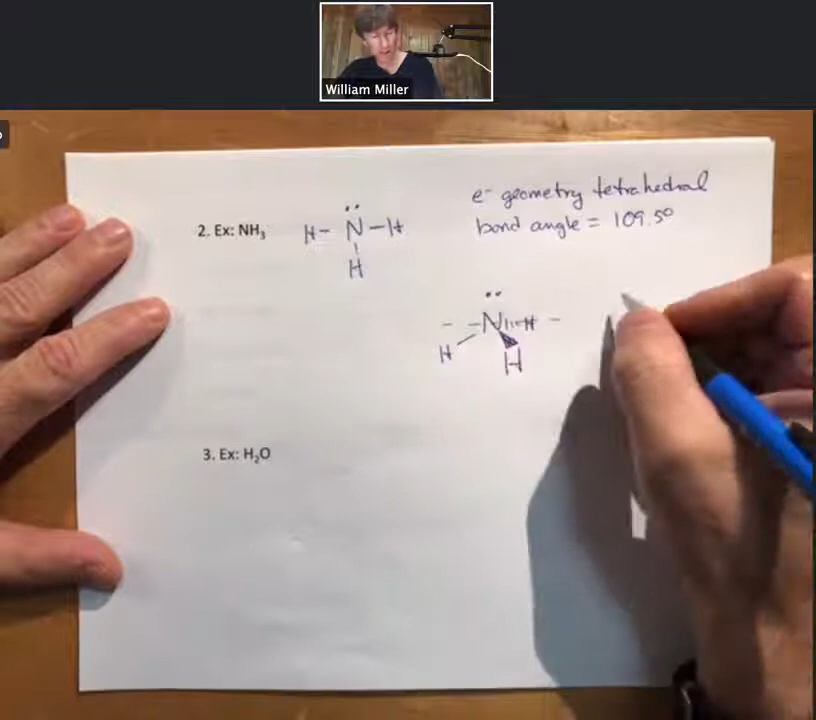 William Miller
e⁻ geometry tetrahedral
bond angle = 109.5°
2. Ex: NH₃
H–N̈–H
|
H
··
– –N''''H –
H
H
3. Ex: H₂O